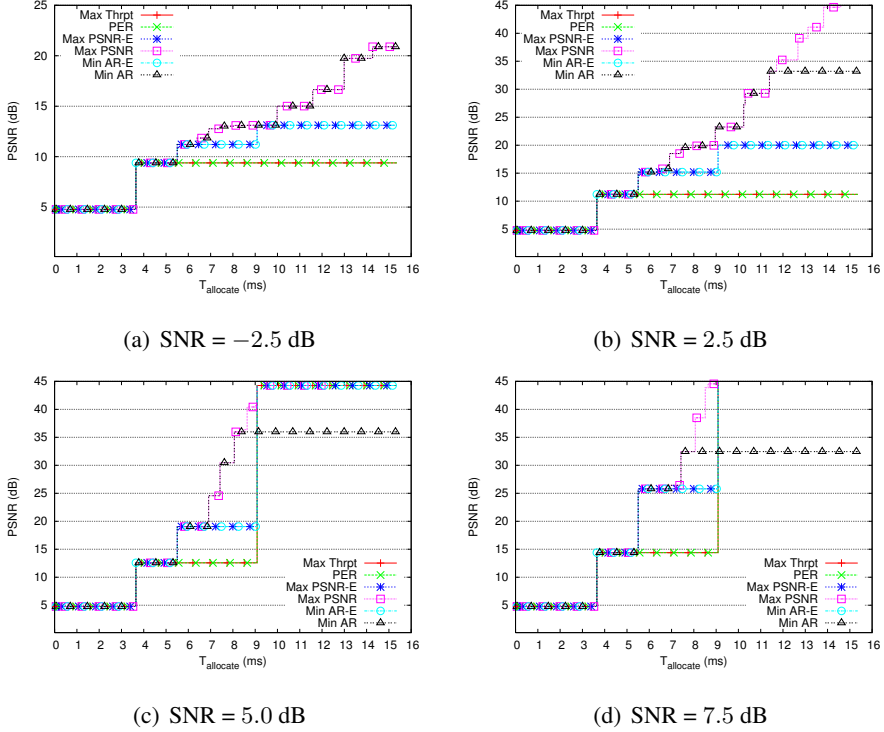 25
20
15
10
5
PSNR (dB)
Max Thrpt
PER
Max PSNR-E
Max PSNR
Min AR-E
Min AR
0 1 2 3 4 5 6 7 8 9 10 11 12 13 14 15 16
Tallocate (ms)
(a) SNR = −2.5 dB
45
40
35
30
25
20
15
10
5
PSNR (dB)
Max Thrpt
PER
Max PSNR-E
Max PSNR
Min AR-E
Min AR
0 1 2 3 4 5 6 7 8 9 10 11 12 13 14 15 16
Tallocate (ms)
(b) SNR = 2.5 dB
45
40
35
30
25
20
15
10
5
PSNR (dB)
Max Thrpt
PER
Max PSNR-E
Max PSNR
Min AR-E
Min AR
0 1 2 3 4 5 6 7 8 9 10 11 12 13 14 15 16
Tallocate (ms)
(c) SNR = 5.0 dB
45
40
35
30
25
20
15
10
5
PSNR (dB)
Max Thrpt
PER
Max PSNR-E
Max PSNR
Min AR-E
Min AR
0 1 2 3 4 5 6 7 8 9 10 11 12 13 14 15 16
Tallocate (ms)
(d) SNR = 7.5 dB